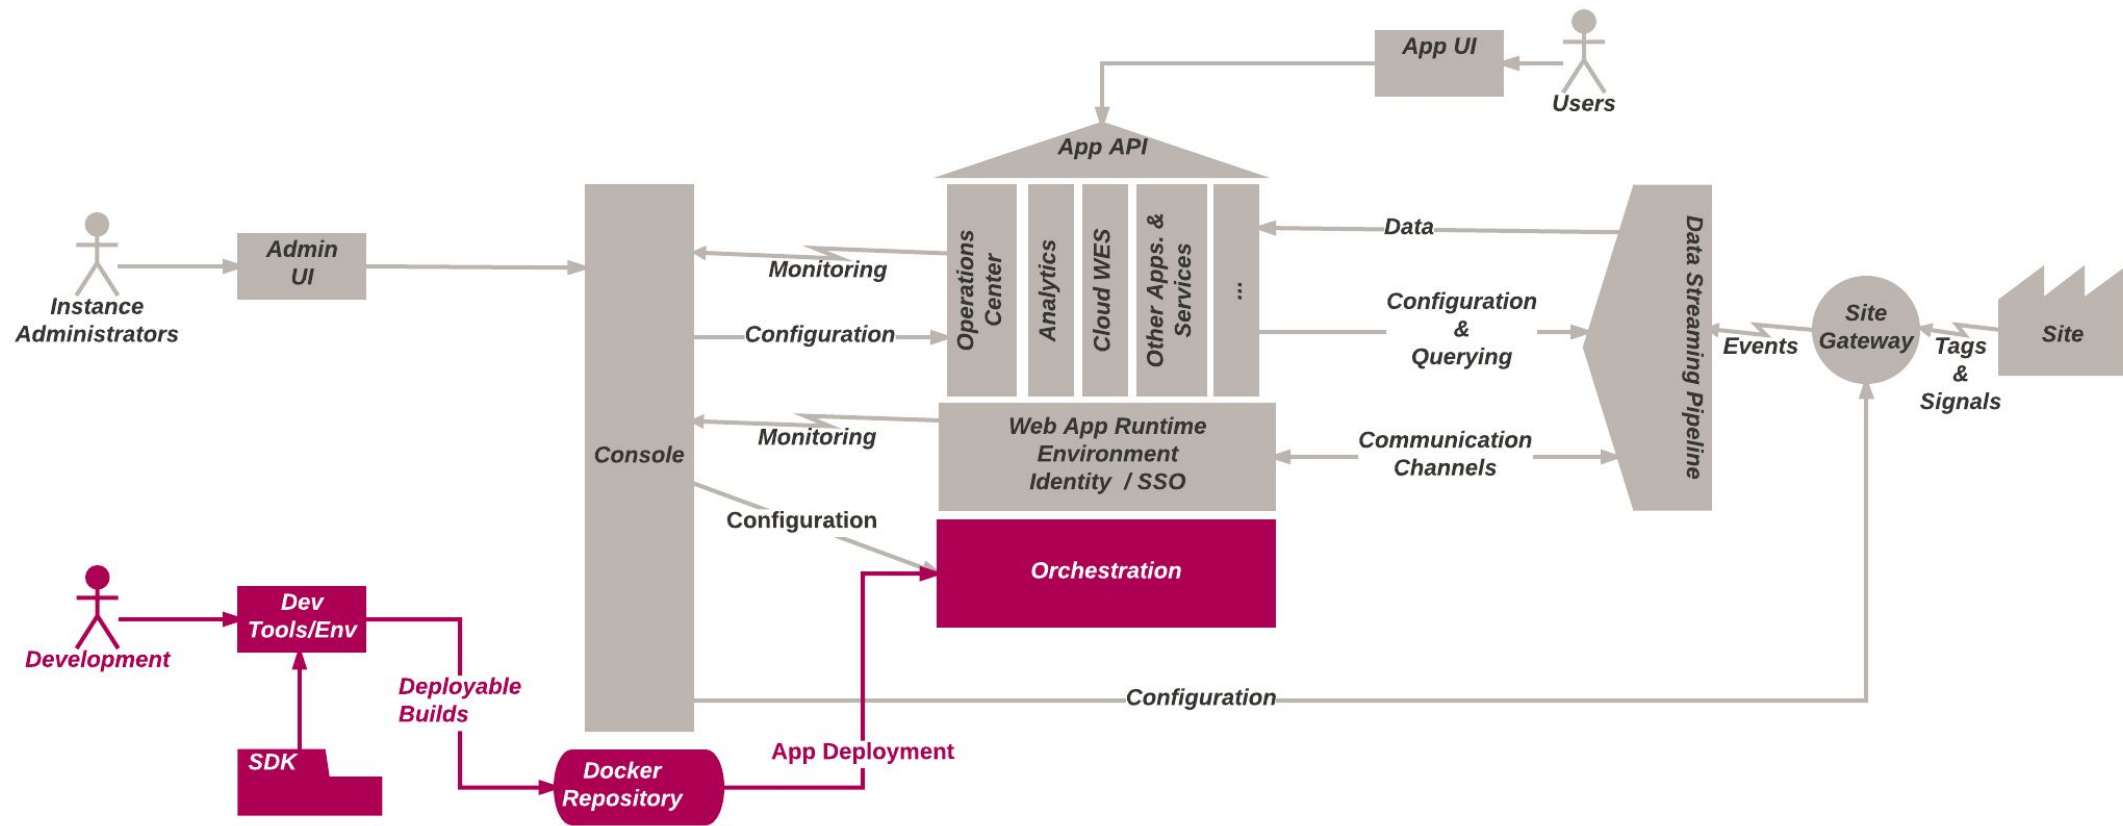 App UI
Users
App API
Instance
Administrators
Admin
UI
Monitoring
Configuration
Operations
Center
Analytics
Cloud WES
Other Apps. &
Services
...
Data
Configuration
&
Querying
Data Streaming Pipeline
Events
Site
Gateway
Tags
&
Signals
Site
Console
Monitoring
Web App Runtime
Environment
Identity / SSO
Communication
Channels
Configuration
Orchestration
Development
Dev
Tools/Env
Deployable
Builds
Configuration
SDK
Docker
Repository
App Deployment